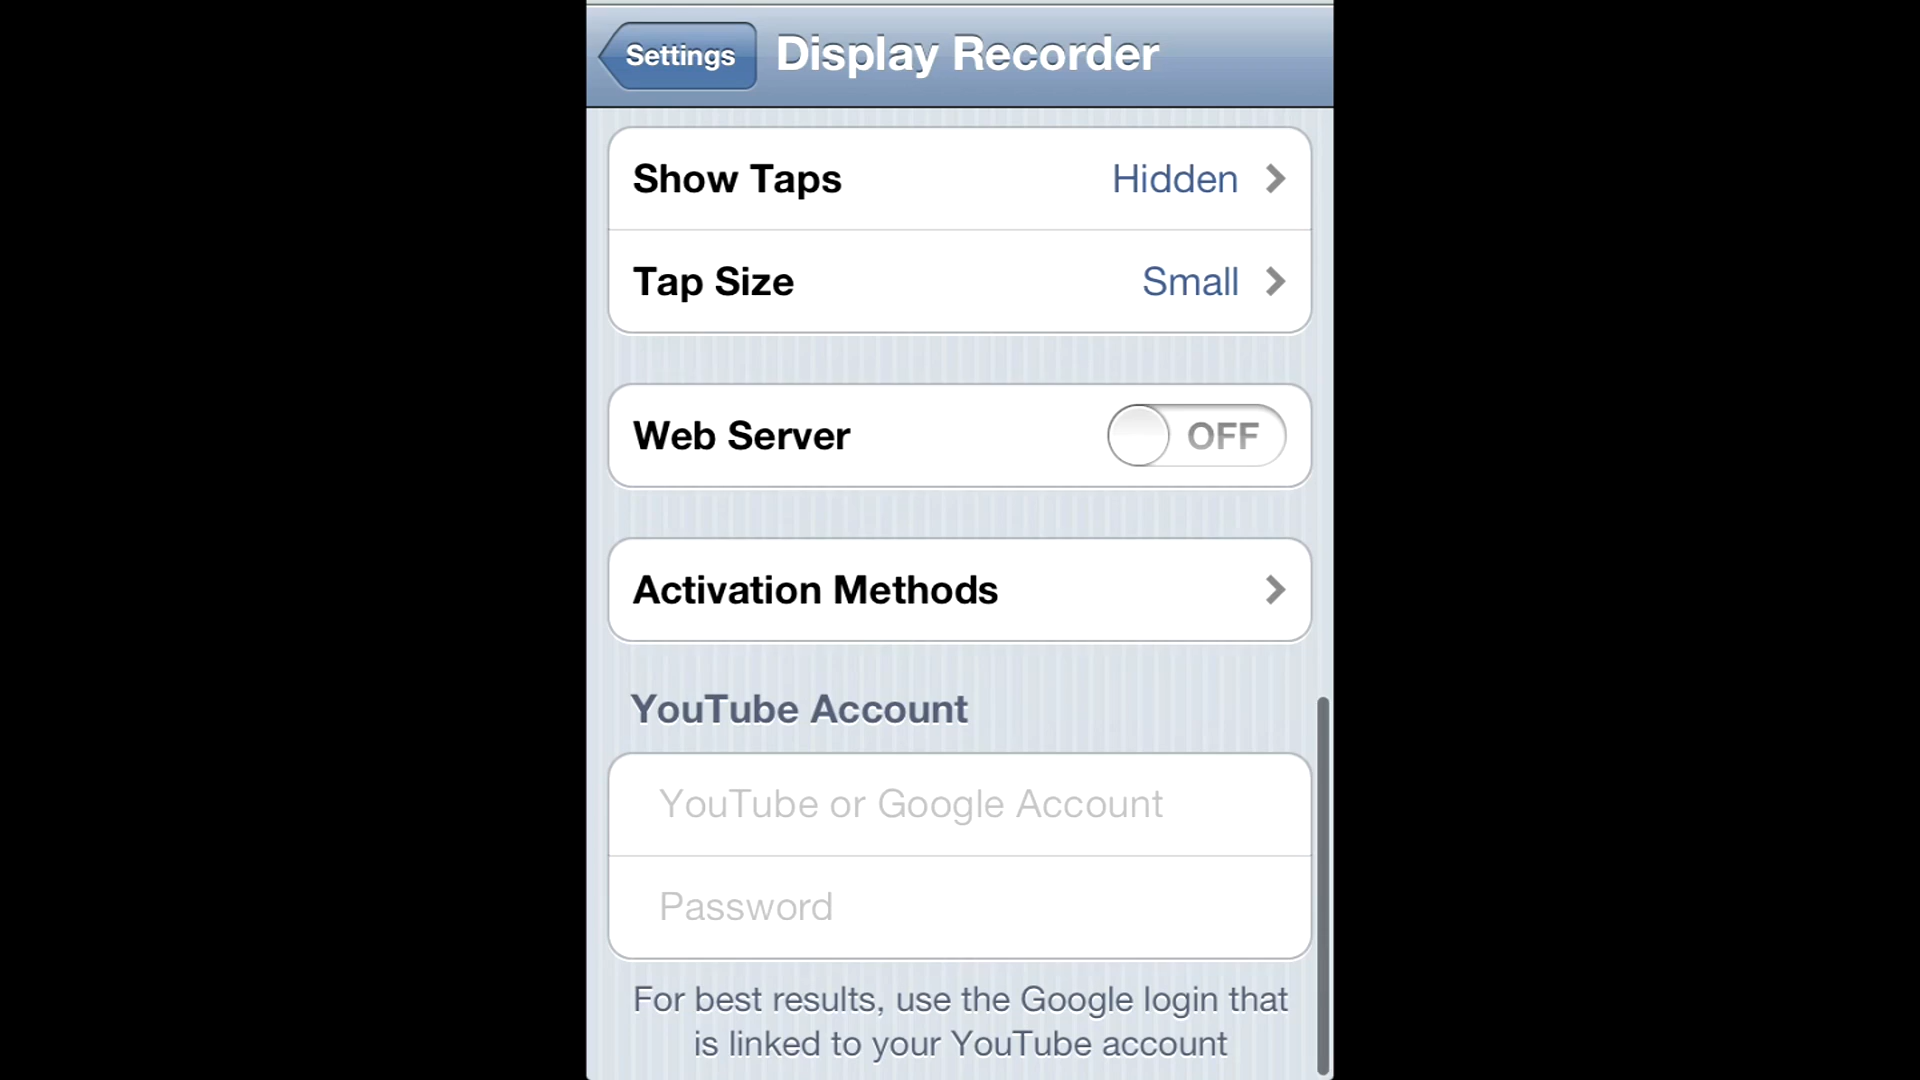 Settings
Display Recorder
Show Taps Hidden
Tap Size Small
Web Server OFF
Activation Methods
YouTube Account
YouTube or Google Account
Password
For best results, use the Google login that
is linked to your YouTube account